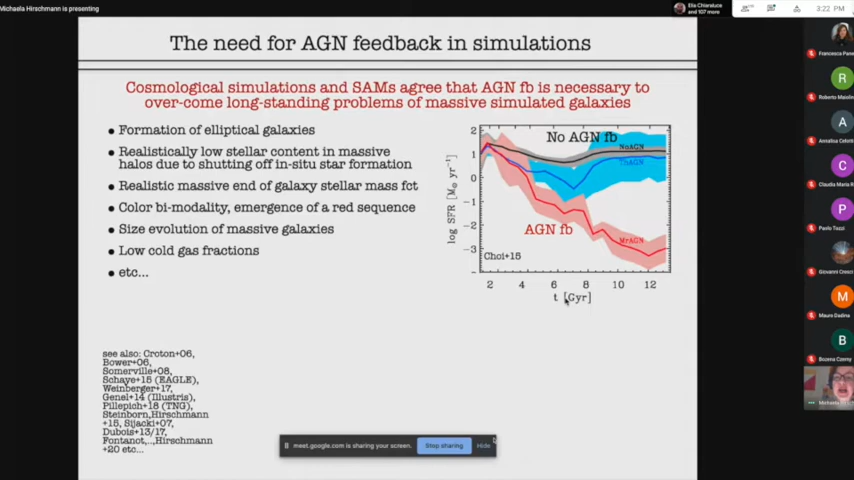 Michaela Hirschmann is presenting
Elia Chiaraluce
and 107 more
3:22 PM
The need for AGN feedback in simulations
Cosmological simulations and SAMs agree that AGN fb is necessary to
over-come long-standing problems of massive simulated galaxies
• Formation of elliptical galaxies
• Realistically low stellar content in massive
halos due to shutting off in-situ star formation
• Realistic massive end of galaxy stellar mass fct
• Color bi-modality, emergence of a red sequence
• Size evolution of massive galaxies
• Low cold gas fractions
• etc...
No AGN fb
NoAGN
ThAGN
AGN fb
MrAGN
Choi+15
log SFR [M⊙ yr⁻¹]
2
1
0
-1
-2
-3
2 4 6 8 10 12
t [Gyr]
see also: Croton+06,
Bower+06,
Somerville+08,
Schaye+15 (EAGLE),
Weinberger+17,
Genel+14 (Illustris),
Pillepich+18 (TNG),
Steinborn,Hirschmann
+15, Sijacki+07,
Dubois+13/17,
Fontanot,..,Hirschmann
+20 etc...
meet.google.com is sharing your screen.
Stop sharing
Hide
Francesca Pane
R
Roberto Maiolin
A
Annalisa Celotti
C
Claudia Maria R
P
Paolo Tozzi
Giovanni Cresci
M
Mauro Dadina
B
Bozena Czerny